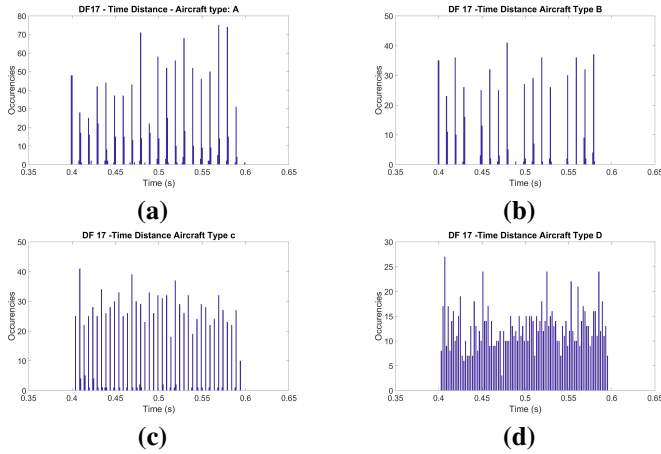 DF17 - Time Distance - Aircraft type: A
80
70
60
50
40
30
20
10
0
Occurencies
0.35 0.4 0.45 0.5 0.55 0.6 0.65
Time (s)
(a)
DF 17 -Time Distance Aircraft Type B
50
40
30
20
10
0
Occurencies
0.35 0.4 0.45 0.5 0.55 0.6 0.65
Time (s)
(b)
DF 17 -Time Distance Aircraft Type c
50
40
30
20
10
0
Occurencies
0.35 0.4 0.45 0.5 0.55 0.6 0.65
Time (s)
(c)
DF 17 -Time Distance Aircraft Type D
30
25
20
15
10
5
0
Occurencies
0.35 0.4 0.45 0.5 0.55 0.6 0.65
Time (s)
(d)